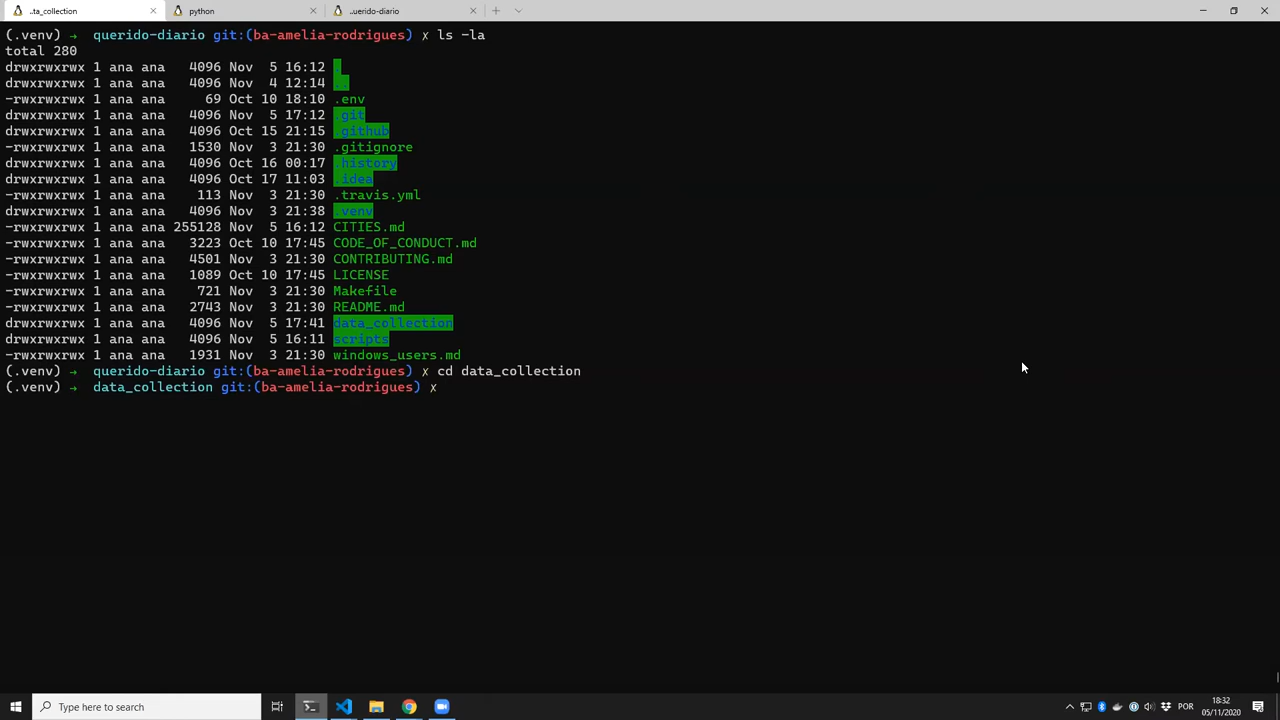 ..ta_collection
python
..uerido-diario
(.venv) → querido-diario git:(ba-amelia-rodrigues) ✗ ls -la
total 280
drwxrwxrwx 1 ana ana 4096 Nov 5 16:12 .
drwxrwxrwx 1 ana ana 4096 Nov 4 12:14 ..
-rwxrwxrwx 1 ana ana 69 Oct 10 18:10 .env
drwxrwxrwx 1 ana ana 4096 Nov 5 17:12 .git
drwxrwxrwx 1 ana ana 4096 Oct 15 21:15 .github
-rwxrwxrwx 1 ana ana 1530 Nov 3 21:30 .gitignore
drwxrwxrwx 1 ana ana 4096 Oct 16 00:17 .history
drwxrwxrwx 1 ana ana 4096 Oct 17 11:03 .idea
-rwxrwxrwx 1 ana ana 113 Nov 3 21:30 .travis.yml
drwxrwxrwx 1 ana ana 4096 Nov 3 21:38 .venv
-rwxrwxrwx 1 ana ana 255128 Nov 5 16:12 CITIES.md
-rwxrwxrwx 1 ana ana 3223 Oct 10 17:45 CODE_OF_CONDUCT.md
-rwxrwxrwx 1 ana ana 4501 Nov 3 21:30 CONTRIBUTING.md
-rwxrwxrwx 1 ana ana 1089 Oct 10 17:45 LICENSE
-rwxrwxrwx 1 ana ana 721 Nov 3 21:30 Makefile
-rwxrwxrwx 1 ana ana 2743 Nov 3 21:30 README.md
drwxrwxrwx 1 ana ana 4096 Nov 5 17:41 data_collection
drwxrwxrwx 1 ana ana 4096 Nov 5 16:11 scripts
-rwxrwxrwx 1 ana ana 1931 Nov 3 21:30 windows_users.md
(.venv) → querido-diario git:(ba-amelia-rodrigues) ✗ cd data_collection
(.venv) → data_collection git:(ba-amelia-rodrigues) ✗
Type here to search
POR
18:32
05/11/2020